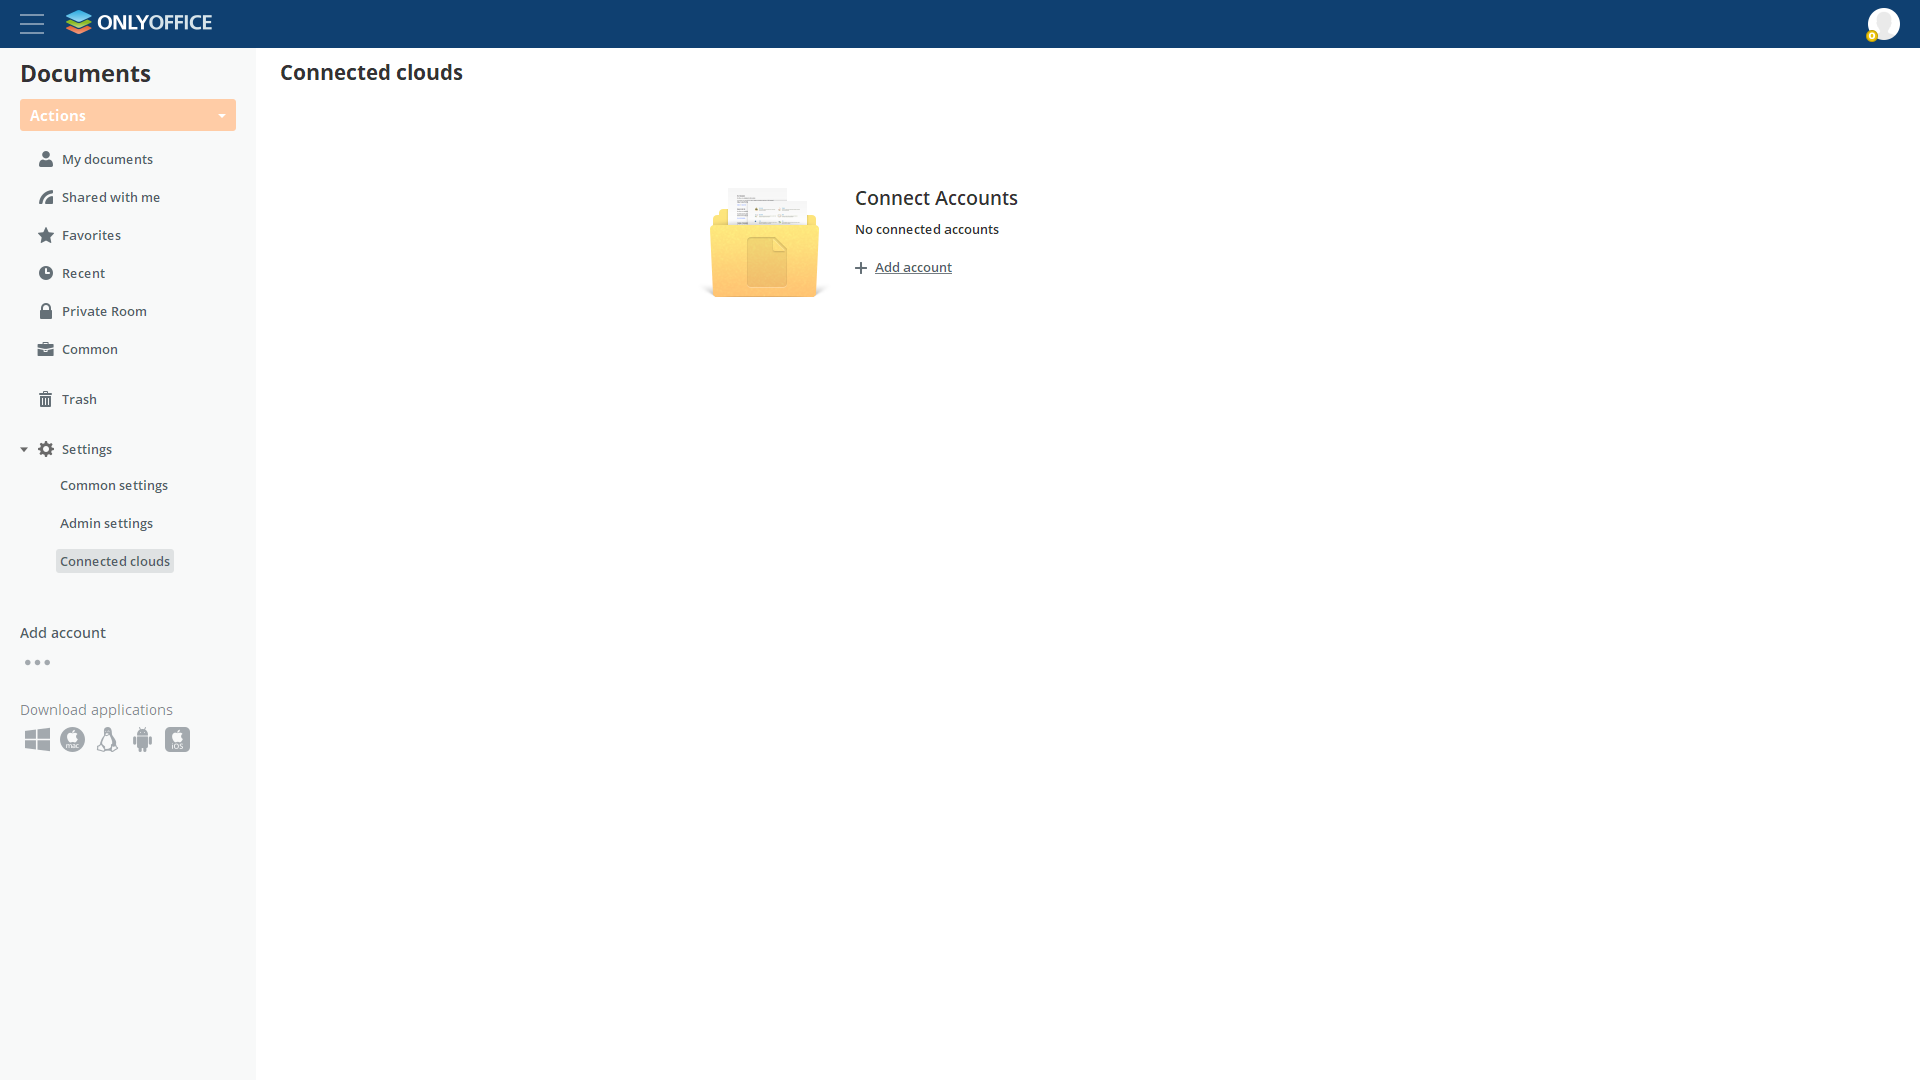 ONLYOFFICE
Documents
Actions
My documents
Shared with me
Favorites
Recent
Private Room
Common
Trash
Settings
Common settings
Admin settings
Connected clouds
Add account
Download applications
mac
iOS
Connected clouds
Connect Accounts
No connected accounts
Add account